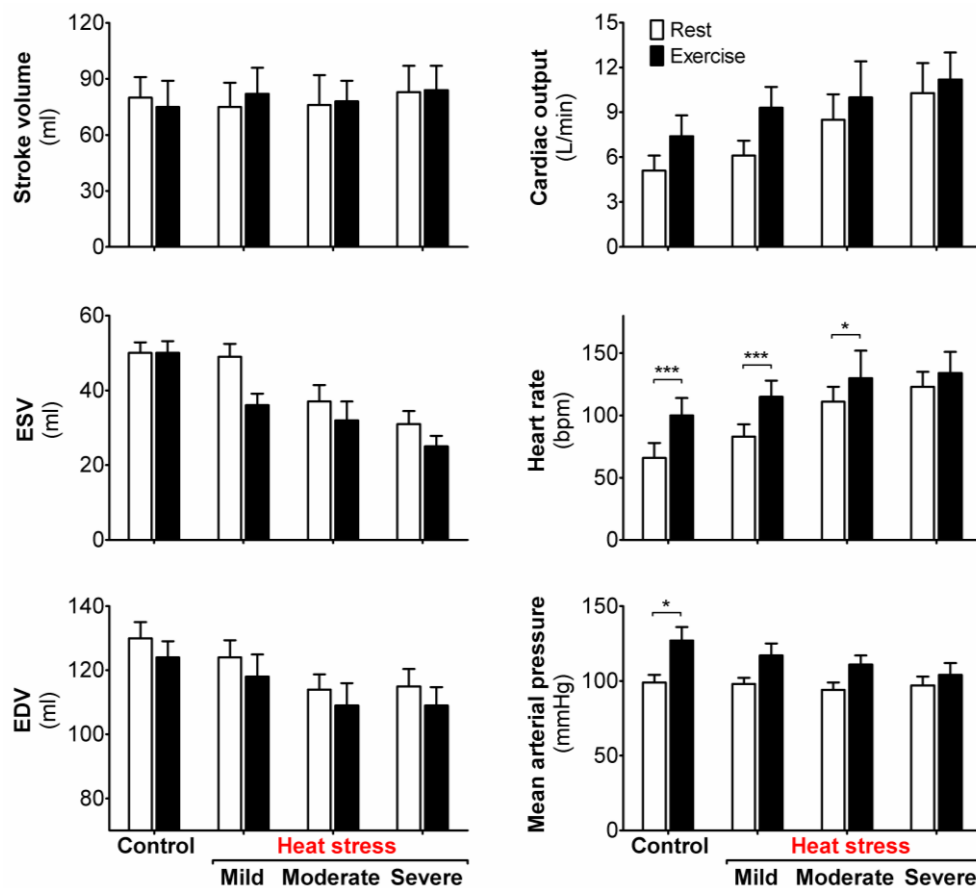 Stroke volume
(ml)
120
90
60
30
0
Cardiac output
(L/min)
15
12
9
6
3
0
Rest
Exercise
ESV
(ml)
60
40
20
0
Heart rate
(bpm)
150
100
50
0
***
***
*
EDV
(ml)
140
120
100
80
Mean arterial pressure
(mmHg)
150
100
50
0
*
Control
Heat stress
Mild Moderate Severe
Control
Heat stress
Mild Moderate Severe